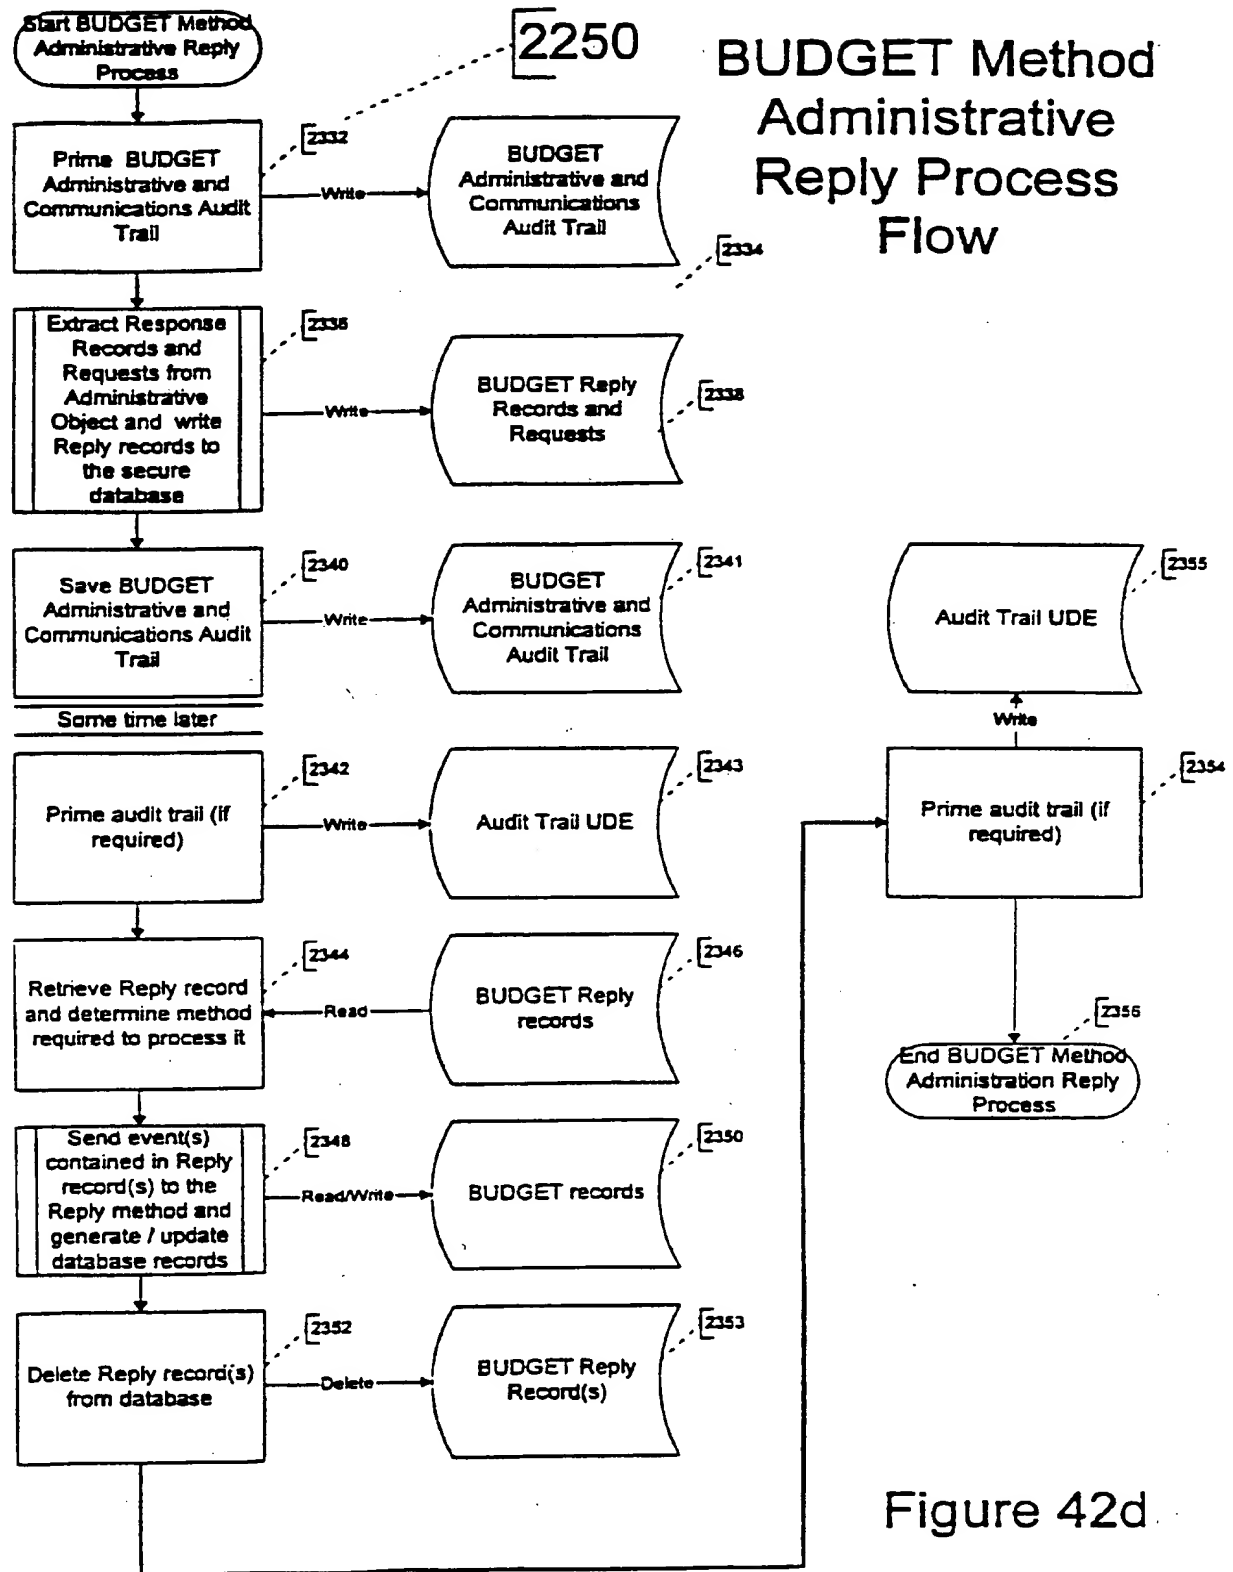 Start BUDGET Method
Administrative Reply
Process
2250
BUDGET Method
Administrative
Reply Process
Flow
Prime BUDGET
Administrative and
Communications Audit
Trail
2332
Write
BUDGET
Administrative and
Communications
Audit Trail
2334
Extract Response
Records and
Requests from
Administrative
Object and write
Reply records to
the secure
database
2336
Write
BUDGET Reply
Records and
Requests
2338
Save BUDGET
Administrative and
Communications Audit
Trail
2340
Write
BUDGET
Administrative and
Communications
Audit Trail
2341
Some time later
Prime audit trail (if
required)
2342
Write
Audit Trail UDE
2343
Retrieve Reply record
and determine method
required to process it
2344
Read
BUDGET Reply
records
2346
Send event(s)
contained in Reply
record(s) to the
Reply method and
generate / update
database records
2348
Read/Write
BUDGET records
2350
Delete Reply record(s)
from database
2352
Delete
BUDGET Reply
Record(s)
2353
Audit Trail UDE
2355
Write
Prime audit trail (if
required)
2354
2356
End BUDGET Method
Administration Reply
Process
Figure 42d